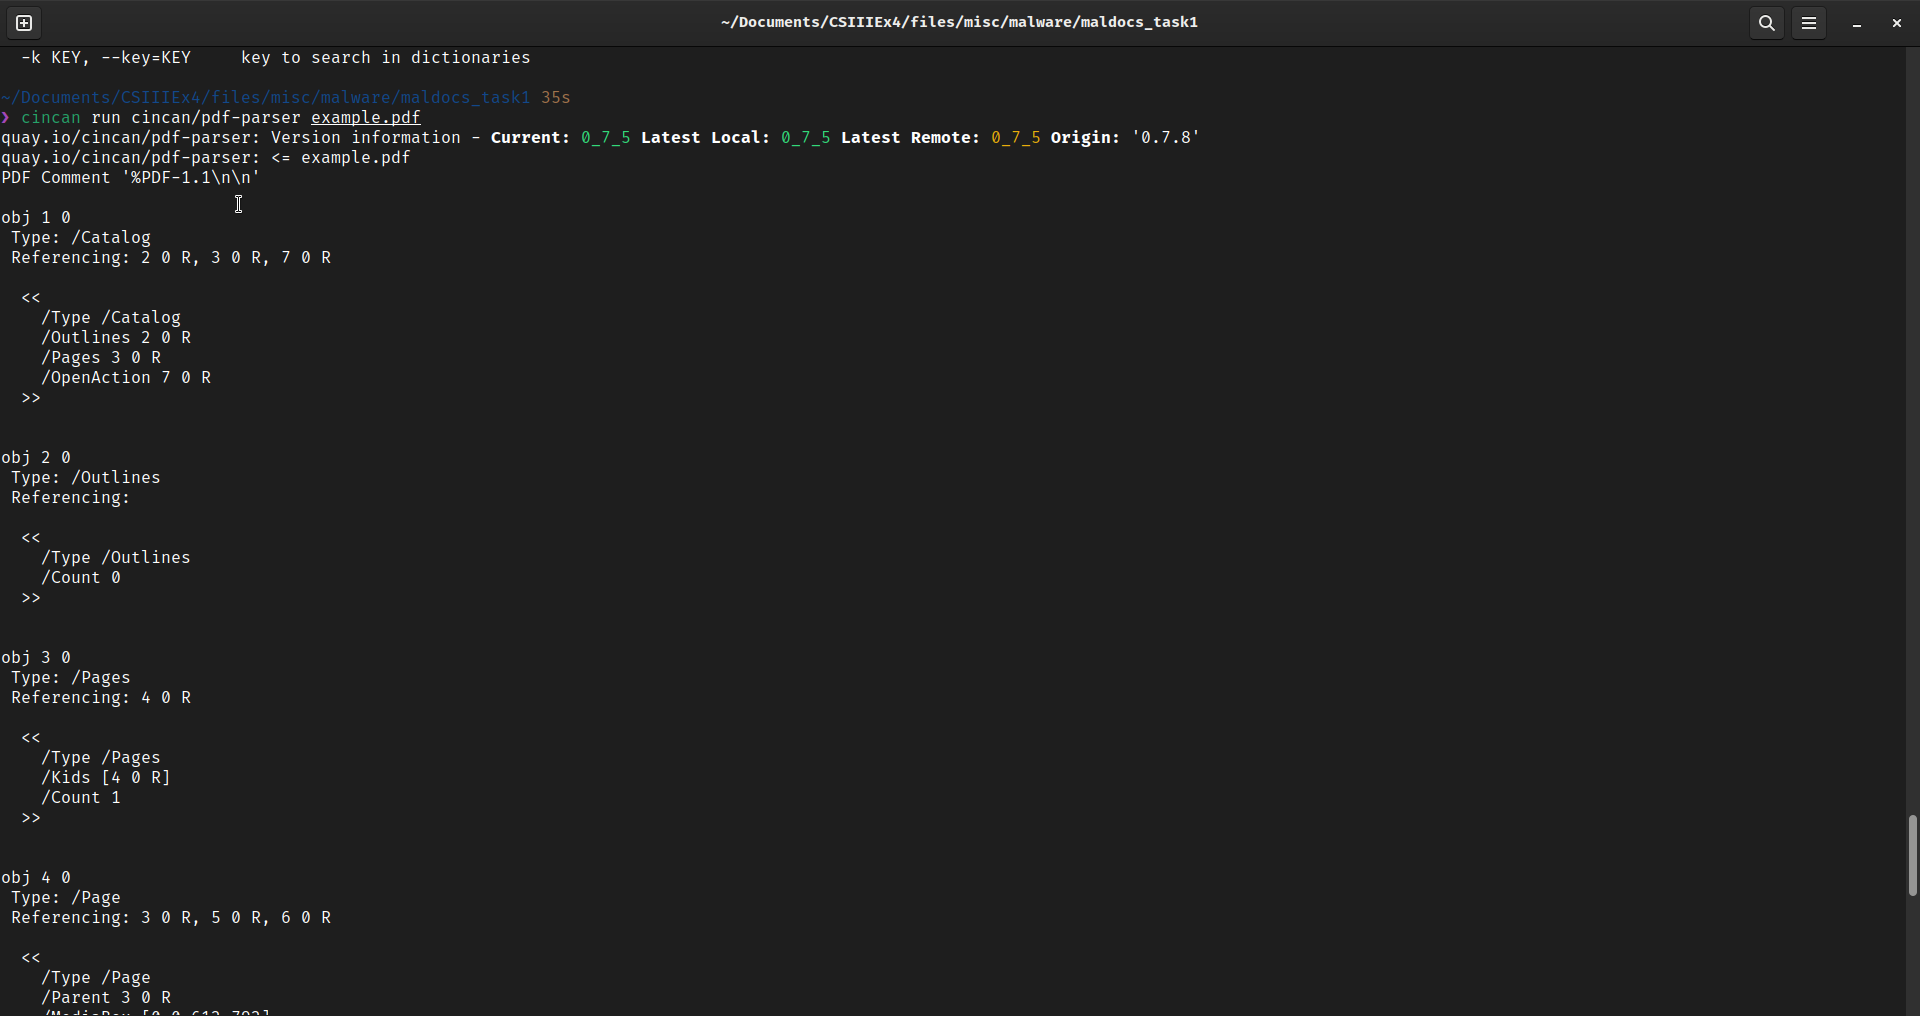 ~/Documents/CSIIIEx4/files/misc/malware/maldocs_task1
  -k KEY, --key=KEY     key to search in dictionaries
~/Documents/CSIIIEx4/files/misc/malware/maldocs_task1 35s
❯ cincan run cincan/pdf-parser example.pdf
quay.io/cincan/pdf-parser: Version information - Current: 0_7_5 Latest Local: 0_7_5 Latest Remote: 0_7_5 Origin: '0.7.8'
quay.io/cincan/pdf-parser: <= example.pdf
PDF Comment '%PDF-1.1\n\n'
obj 1 0
 Type: /Catalog
 Referencing: 2 0 R, 3 0 R, 7 0 R
  <<
    /Type /Catalog
    /Outlines 2 0 R
    /Pages 3 0 R
    /OpenAction 7 0 R
  >>
obj 2 0
 Type: /Outlines
 Referencing:
  <<
    /Type /Outlines
    /Count 0
  >>
obj 3 0
 Type: /Pages
 Referencing: 4 0 R
  <<
    /Type /Pages
    /Kids [4 0 R]
    /Count 1
  >>
obj 4 0
 Type: /Page
 Referencing: 3 0 R, 5 0 R, 6 0 R
  <<
    /Type /Page
    /Parent 3 0 R
    /MediaBox [0 0 612 792]